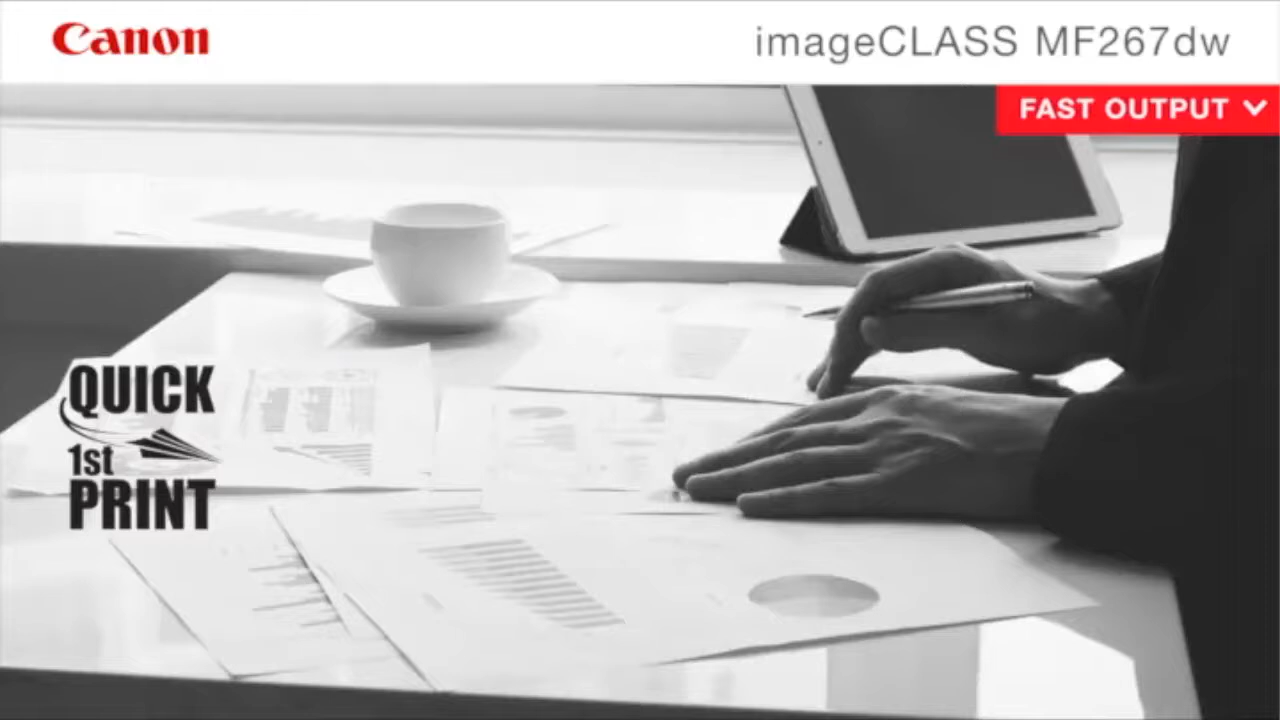 Canon
imageCLASS MF267dw
FAST OUTPUT
QUICK
1st
PRINT